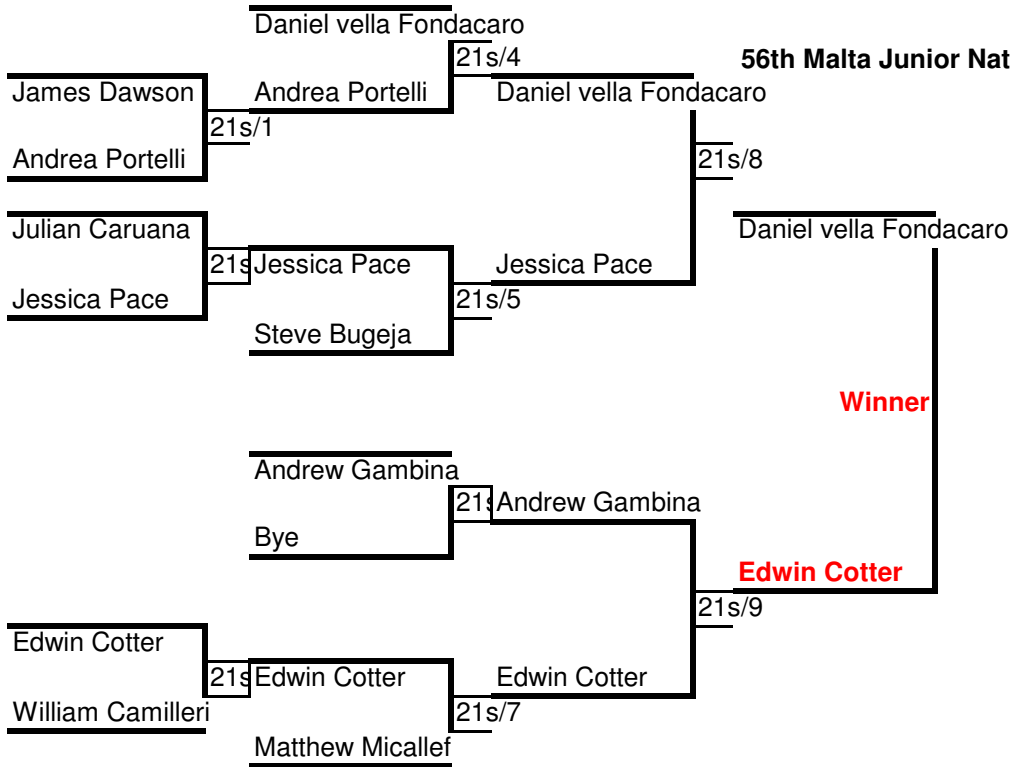 Daniel vella Fondacaro
21s/4
56th Malta Junior Nat
James Dawson
Andrea Portelli
Daniel vella Fondacaro
21s/1
Andrea Portelli
21s/8
Julian Caruana
Daniel vella Fondacaro
21s
Jessica Pace
Jessica Pace
Jessica Pace
21s/5
Steve Bugeja
Winner
Andrew Gambina
21s
Andrew Gambina
Bye
Edwin Cotter
21s/9
Edwin Cotter
21s
Edwin Cotter
Edwin Cotter
William Camilleri
21s/7
Matthew Micallef